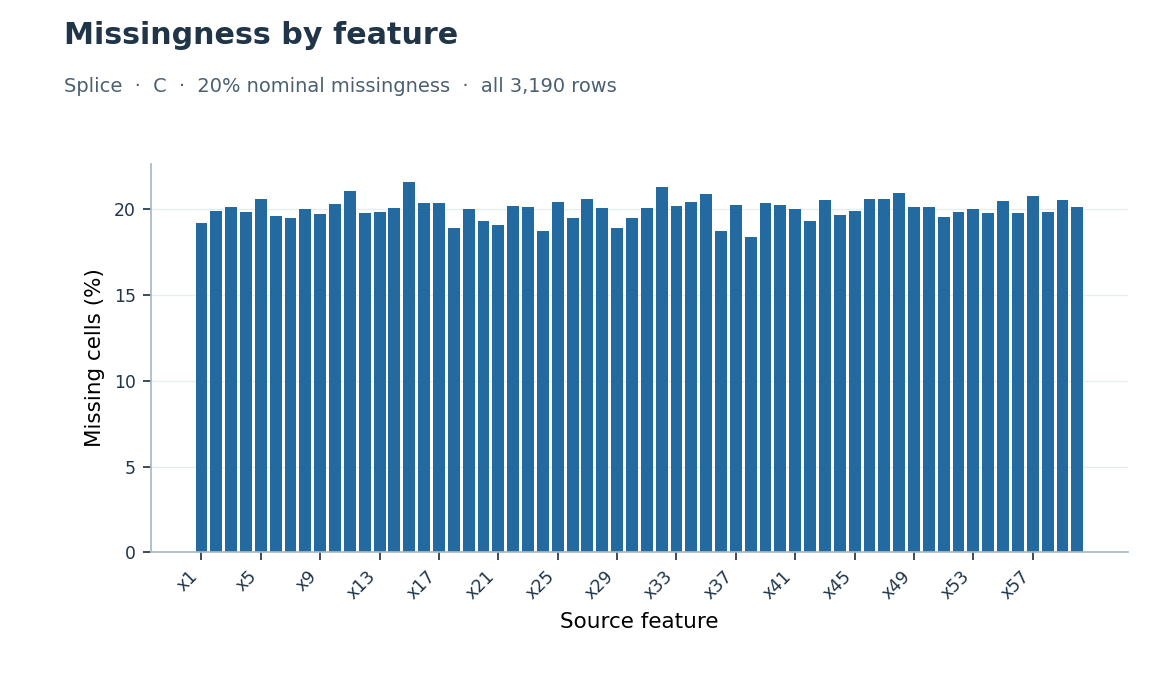 Missingness by feature
Splice · C · 20% nominal missingness · all 3,190 rows
Missing cells (%)
20
15
10
5
0
x1 x5 x9 x13 x17 x21 x25 x29 x33 x37 x41 x45 x49 x53 x57
Source feature